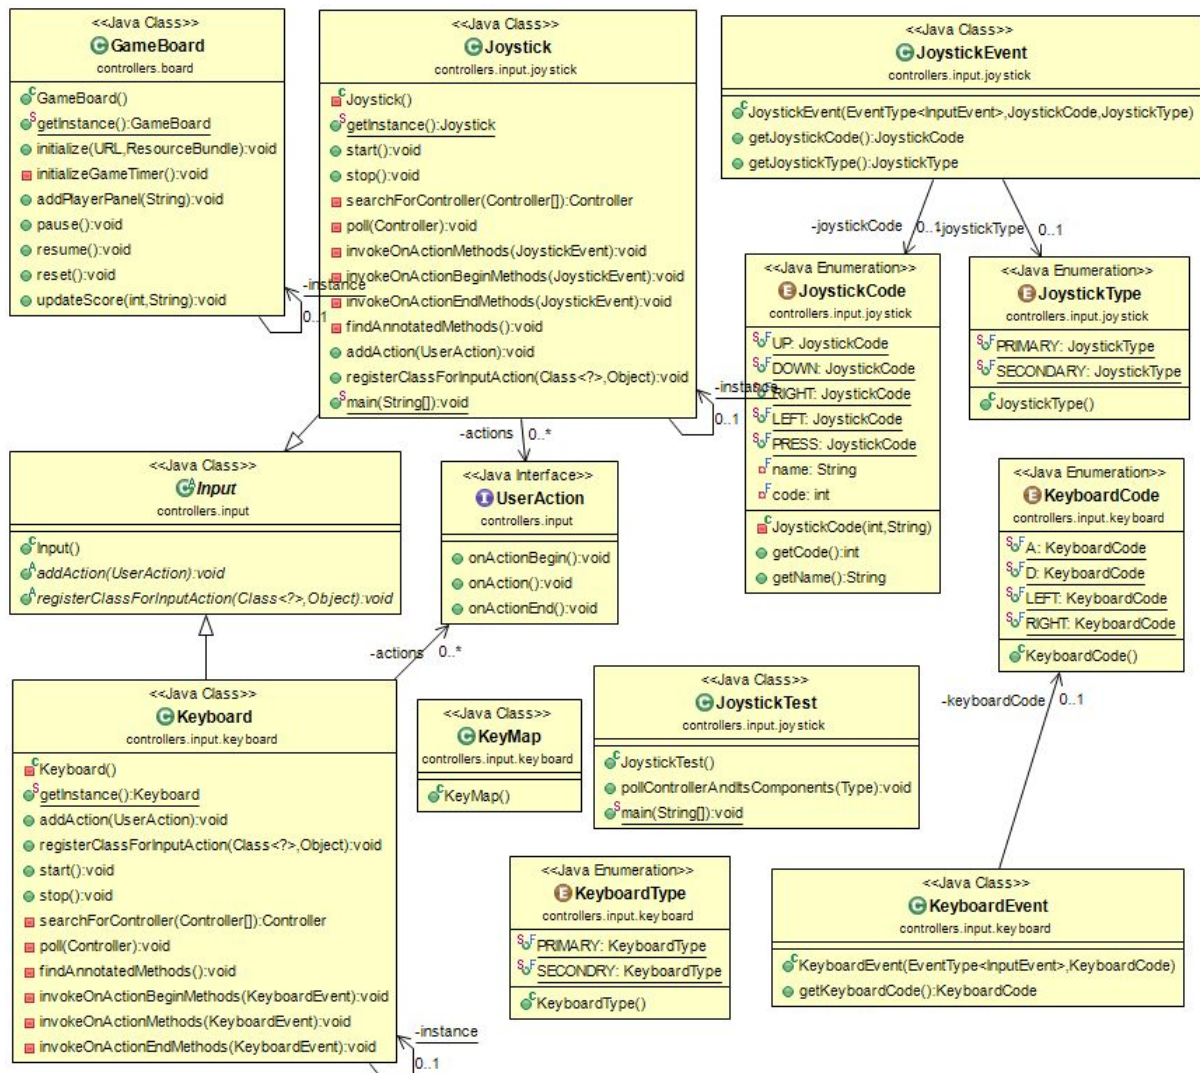 <<Java Class>>
GameBoard
controllers.board
GameBoard()
getInstance():GameBoard
initialize(URL,ResourceBundle):void
initializeGameTimer():void
addPlayerPanel(String):void
pause():void
resume():void
reset():void
updateScore(int,String):void
-instance
0..1
<<Java Class>>
Joystick
controllers.input.joystick
Joystick()
getInstance():Joystick
start():void
stop():void
searchForController(Controller[]):Controller
poll(Controller):void
invokeOnActionMethods(JoystickEvent):void
invokeOnActionBeginMethods(JoystickEvent):void
invokeOnActionEndMethods(JoystickEvent):void
findAnnotatedMethods():void
addAction(UserAction):void
registerClassForInputAction(Class<?>,Object):void
main(String[]):void
-instance
0..1
-actions 0..*
<<Java Class>>
JoystickEvent
controllers.input.joystick
JoystickEvent(EventType<InputEvent>,JoystickCode,JoystickType)
getJoystickCode():JoystickCode
getJoystickType():JoystickType
-joystickCode 0..1
-joystickType 0..1
<<Java Enumeration>>
JoystickCode
controllers.input.joystick
UP: JoystickCode
DOWN: JoystickCode
RIGHT: JoystickCode
LEFT: JoystickCode
PRESS: JoystickCode
name: String
code: int
JoystickCode(int,String)
getCode():int
getName():String
<<Java Enumeration>>
JoystickType
controllers.input.joystick
PRIMARY: JoystickType
SECONDARY: JoystickType
JoystickType()
<<Java Class>>
Input
controllers.input
Input()
addAction(UserAction):void
registerClassForInputAction(Class<?>,Object):void
<<Java Interface>>
UserAction
controllers.input
onActionBegin():void
onAction():void
onActionEnd():void
-actions 0..*
<<Java Enumeration>>
KeyboardCode
controllers.input.keyboard
A: KeyboardCode
D: KeyboardCode
LEFT: KeyboardCode
RIGHT: KeyboardCode
KeyboardCode()
-keyboardCode 0..1
<<Java Class>>
Keyboard
controllers.input.keyboard
Keyboard()
getInstance():Keyboard
addAction(UserAction):void
registerClassForInputAction(Class<?>,Object):void
start():void
stop():void
searchForController(Controller[]):Controller
poll(Controller):void
findAnnotatedMethods():void
invokeOnActionBeginMethods(KeyboardEvent):void
invokeOnActionMethods(KeyboardEvent):void
invokeOnActionEndMethods(KeyboardEvent):void
-instance
0..1
<<Java Class>>
KeyMap
controllers.input.keyboard
KeyMap()
<<Java Class>>
JoystickTest
controllers.input.joystick
JoystickTest()
pollControllerAndItsComponents(Type):void
main(String[]):void
<<Java Enumeration>>
KeyboardType
controllers.input.keyboard
PRIMARY: KeyboardType
SECONDRY: KeyboardType
KeyboardType()
<<Java Class>>
KeyboardEvent
controllers.input.keyboard
KeyboardEvent(EventType<InputEvent>,KeyboardCode)
getKeyboardCode():KeyboardCode